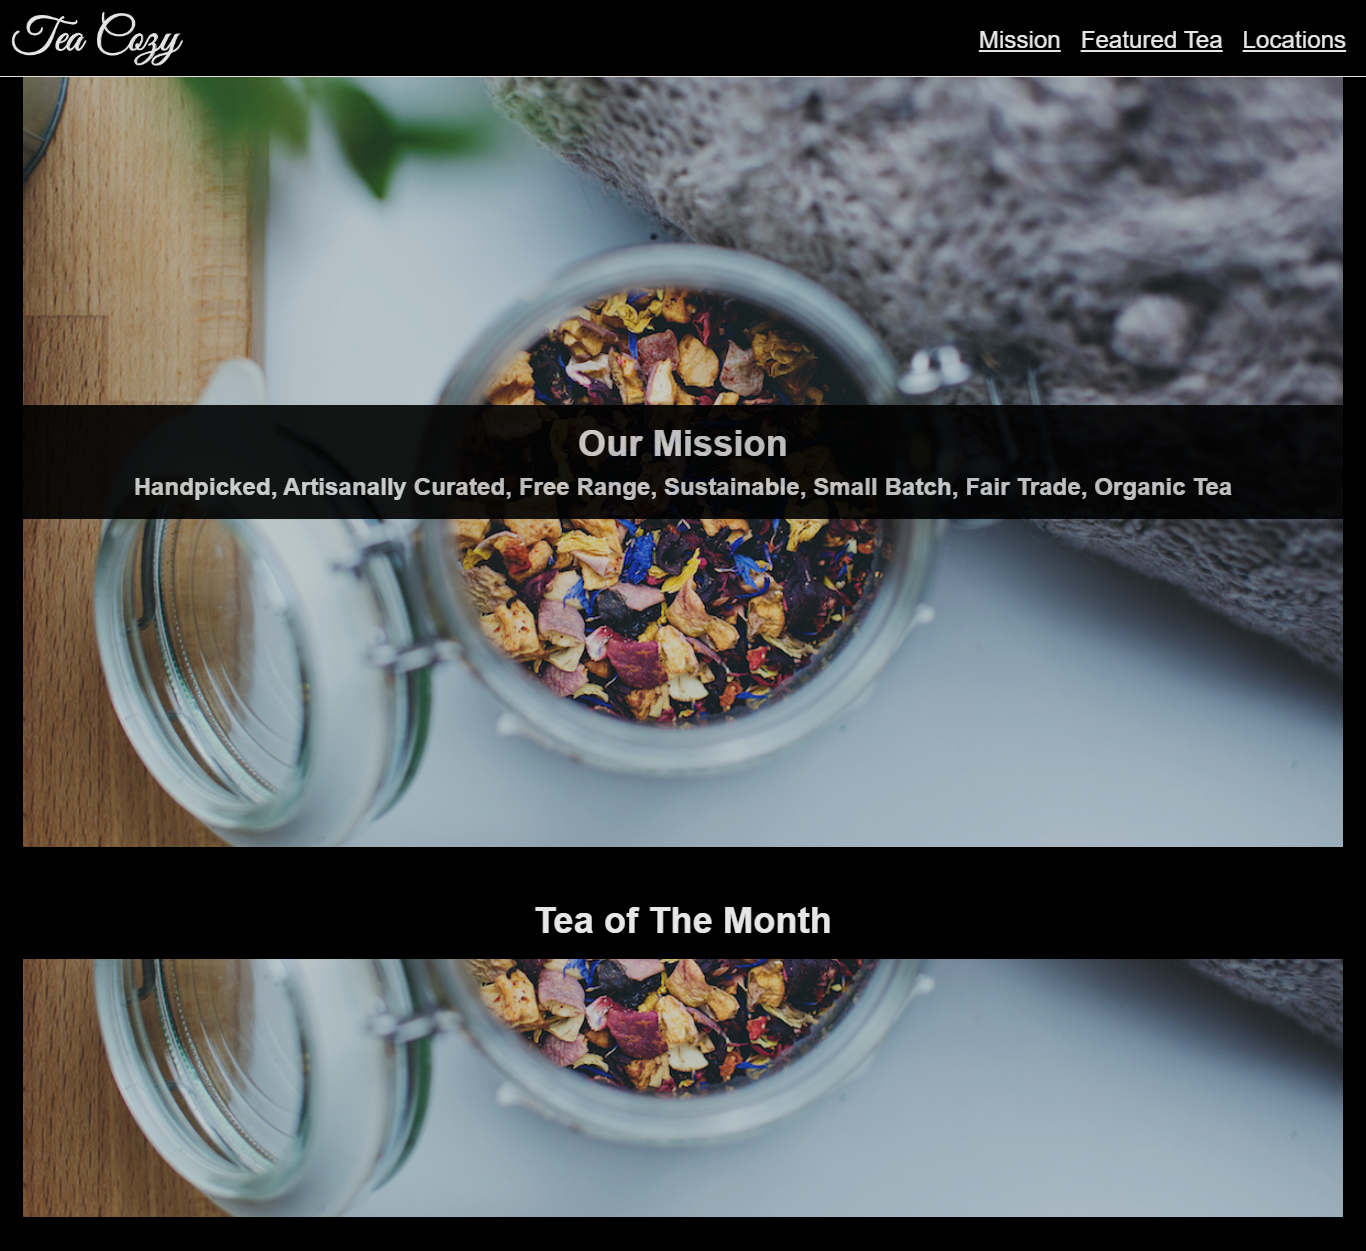 Tea Cozy
Mission Featured Tea Locations
Our Mission
Handpicked, Artisanally Curated, Free Range, Sustainable, Small Batch, Fair Trade, Organic Tea
Tea of The Month